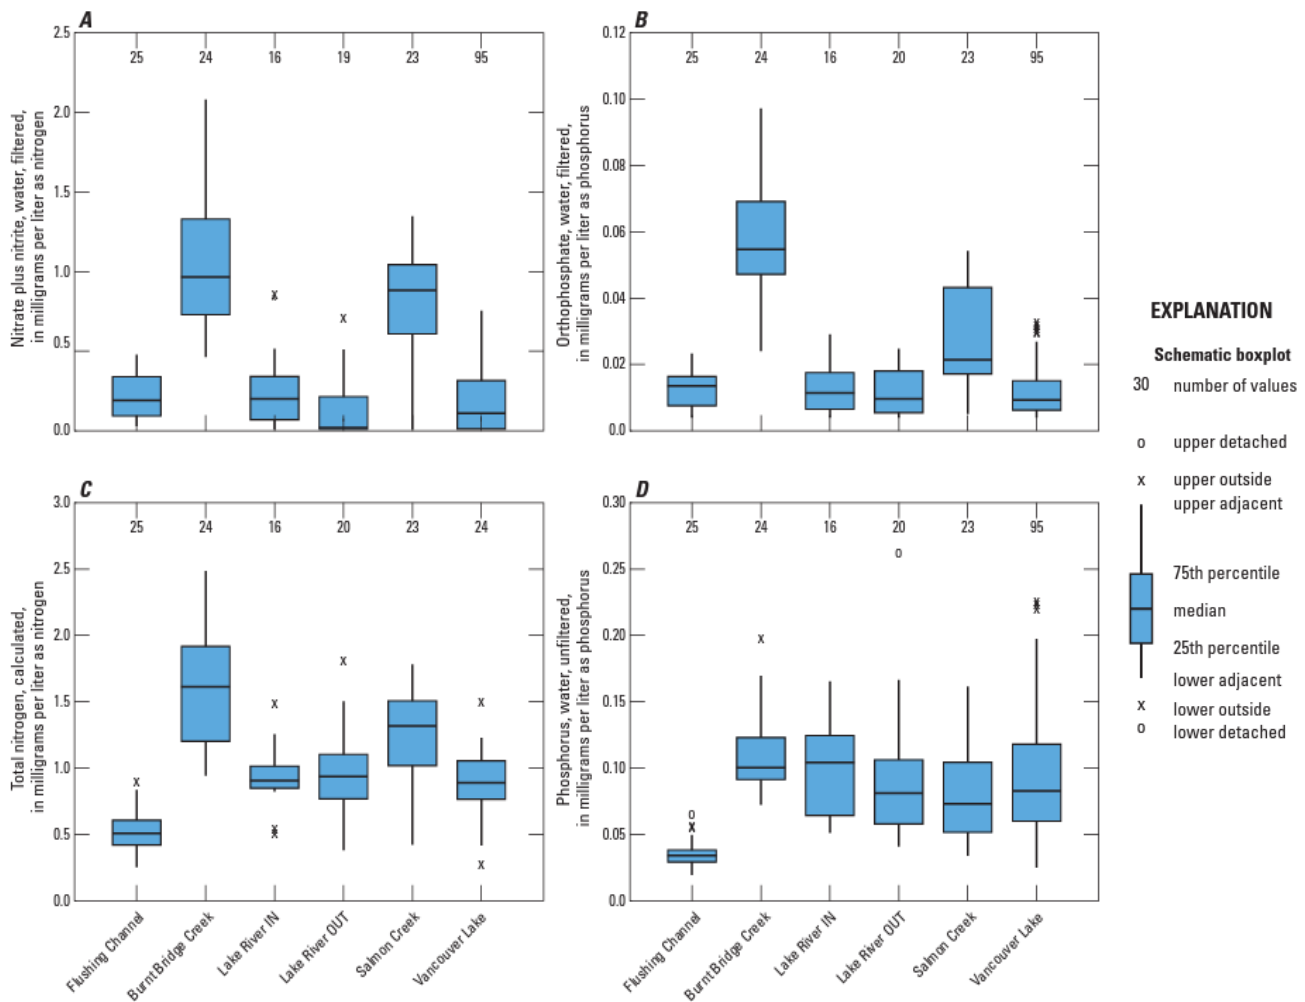 A
2.5
2.0
1.5
1.0
0.5
0.0
Nitrate plus nitrite, water, filtered,
in milligrams per liter as nitrogen
25 24 16 19 23 95
x
x
B
0.12
0.10
0.08
0.06
0.04
0.02
0.0
Orthophosphate, water, filtered,
in milligrams per liter as phosphorus
25 24 16 20 23 95
C
3.0
2.5
2.0
1.5
1.0
0.5
0.0
Total nitrogen, calculated,
in milligrams per liter as nitrogen
25 24 16 20 23 24
Flushing Channel
Burnt Bridge Creek
Lake River IN
Lake River OUT
Salmon Creek
Vancouver Lake
D
0.30
0.25
0.20
0.15
0.10
0.05
0.0
Phosphorus, water, unfiltered,
in milligrams per liter as phosphorus
25 24 16 20 23 95
Flushing Channel
Burnt Bridge Creek
Lake River IN
Lake River OUT
Salmon Creek
Vancouver Lake
EXPLANATION
Schematic boxplot
30 number of values
o upper detached
x upper outside
upper adjacent
75th percentile
median
25th percentile
lower adjacent
x lower outside
o lower detached